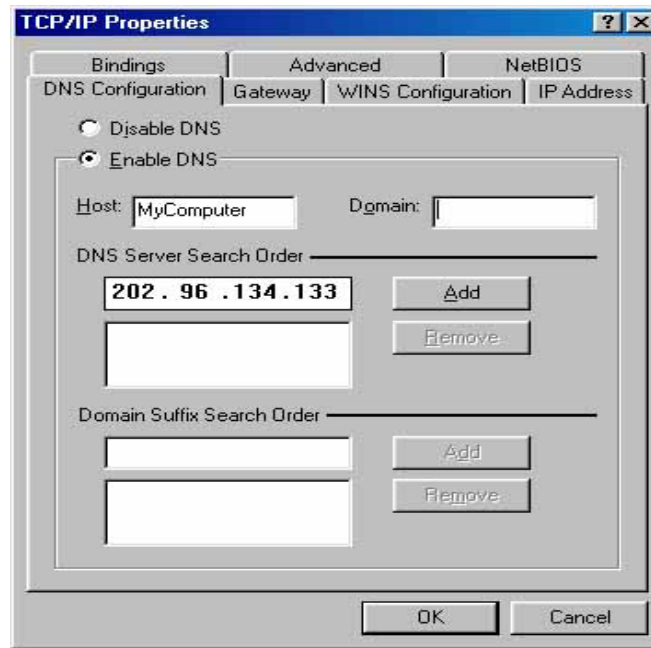 TCP/IP Properties
Bindings Advanced NetBIOS
DNS Configuration Gateway WINS Configuration IP Address
Disable DNS
Enable DNS
Host: MyComputer Domain:
DNS Server Search Order
202 . 96 .134.133 Add
Remove
Domain Suffix Search Order
Add
Remove
OK Cancel